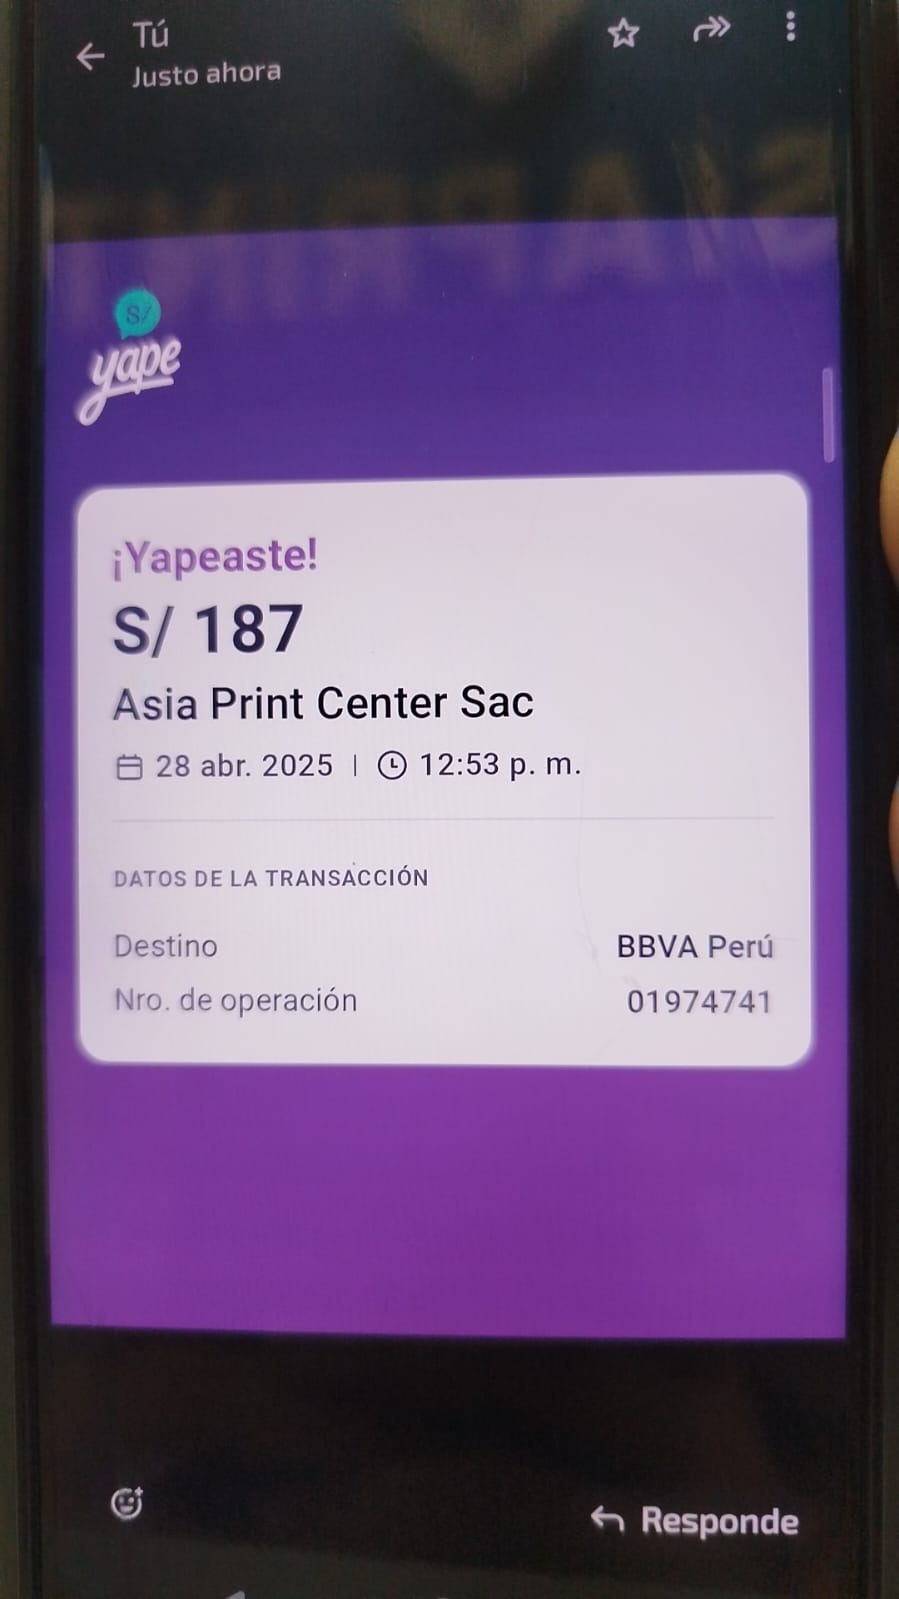 Tú
Justo ahora
S/
yape
¡Yapeaste!
S/ 187
Asia Print Center Sac
28 abr. 2025 | 12:53 p. m.
DATOS DE LA TRANSACCIÓN
Destino BBVA Perú
Nro. de operación 01974741
Responde